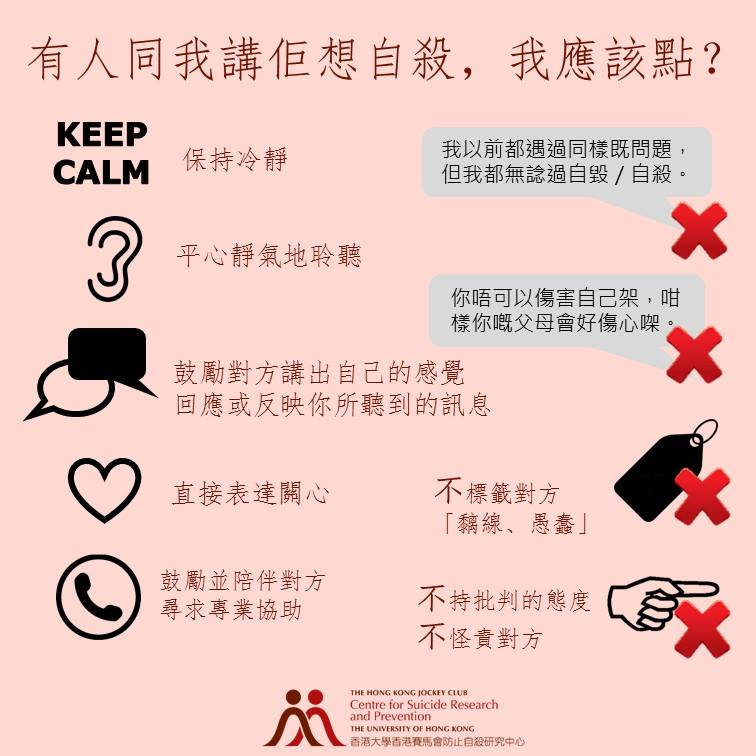 有人同我講佢想自殺，我應該點？
KEEP
CALM
保持冷靜
我以前都遇過同樣既問題，
但我都無諗過自毀／自殺。
平心靜氣地聆聽
你唔可以傷害自己架，咁
樣你嘅父母會好傷心㗎。
鼓勵對方講出自己的感覺
回應或反映你所聽到的訊息
直接表達關心
不標籤對方
「黐線、愚蠢」
鼓勵並陪伴對方
尋求專業協助
不持批判的態度
不怪責對方
THE HONG KONG JOCKEY CLUB
Centre for Suicide Research
and Prevention
THE UNIVERSITY OF HONG KONG
香港大學香港賽馬會防止自殺研究中心